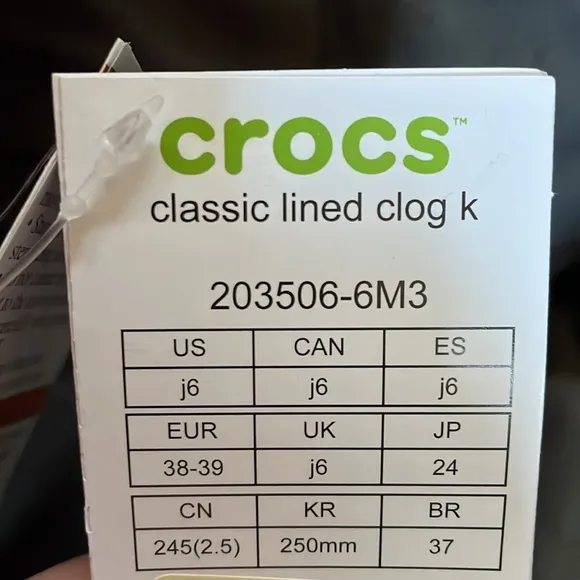 crocs™
classic lined clog k
203506-6M3
US CAN ES
j6 j6 j6
EUR UK JP
38-39 j6 24
CN KR BR
245(2.5) 250mm 37